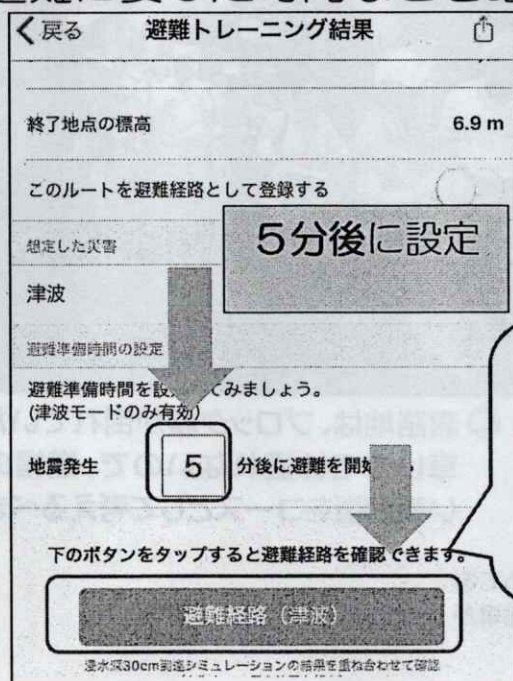 戻る 避難トレーニング結果
終了地点の標高 6.9 m
このルートを避難経路として登録する
5分後に設定
想定した災害
津波
避難準備時間の設定
避難準備時間を設 てみましょう。
(津波モードのみ有効)
地震発生 5 分後に避難を開始
下のボタンをタップすると避難経路を確認できます。
避難経路(津波)
浸水深30cm到達シミュレーションの結果を重ね合わせて確認